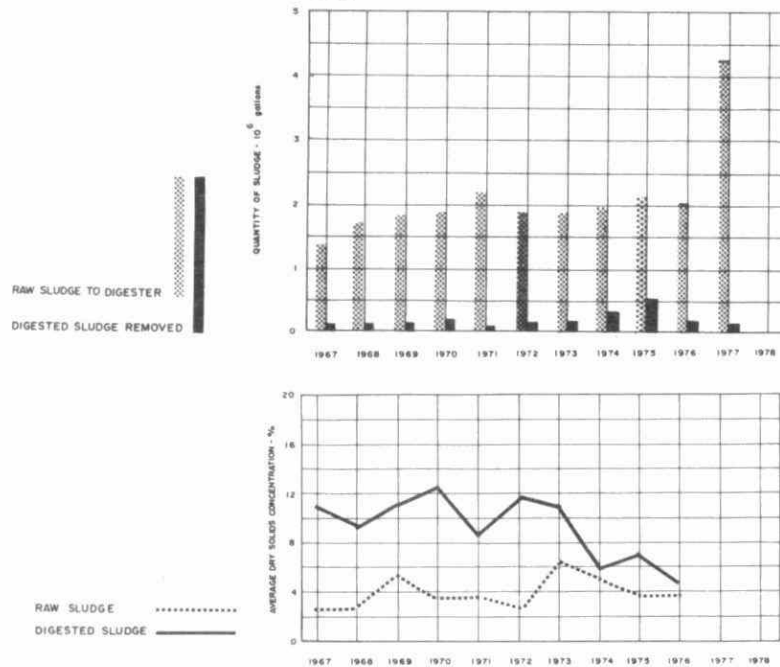 5
4
3
2
1
0
QUANTITY OF SLUDGE - 10^6 gallons
RAW SLUDGE TO DIGESTER
DIGESTED SLUDGE REMOVED
1967 1968 1969 1970 1971 1972 1973 1974 1975 1976 1977 1978
20
16
12
8
4
0
AVERAGE DRY SOLIDS CONCENTRATION - %
RAW SLUDGE
DIGESTED SLUDGE
1967 1968 1969 1970 1971 1972 1973 1974 1975 1976 1977 1978